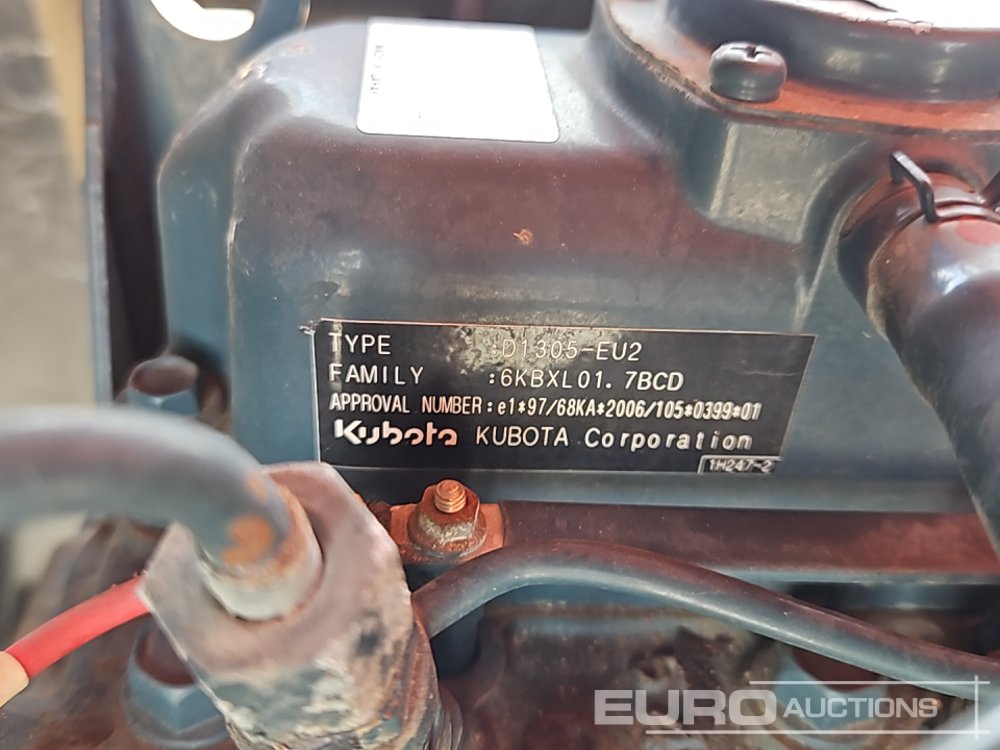 TYPE :D1305-EU2
FAMILY :6KBXL01.7BCD
APPROVAL NUMBER:e1*97/68KA*2006/105*0399*01
Kubota KUBOTA Corporation
1H247-2
EURO AUCTIONS